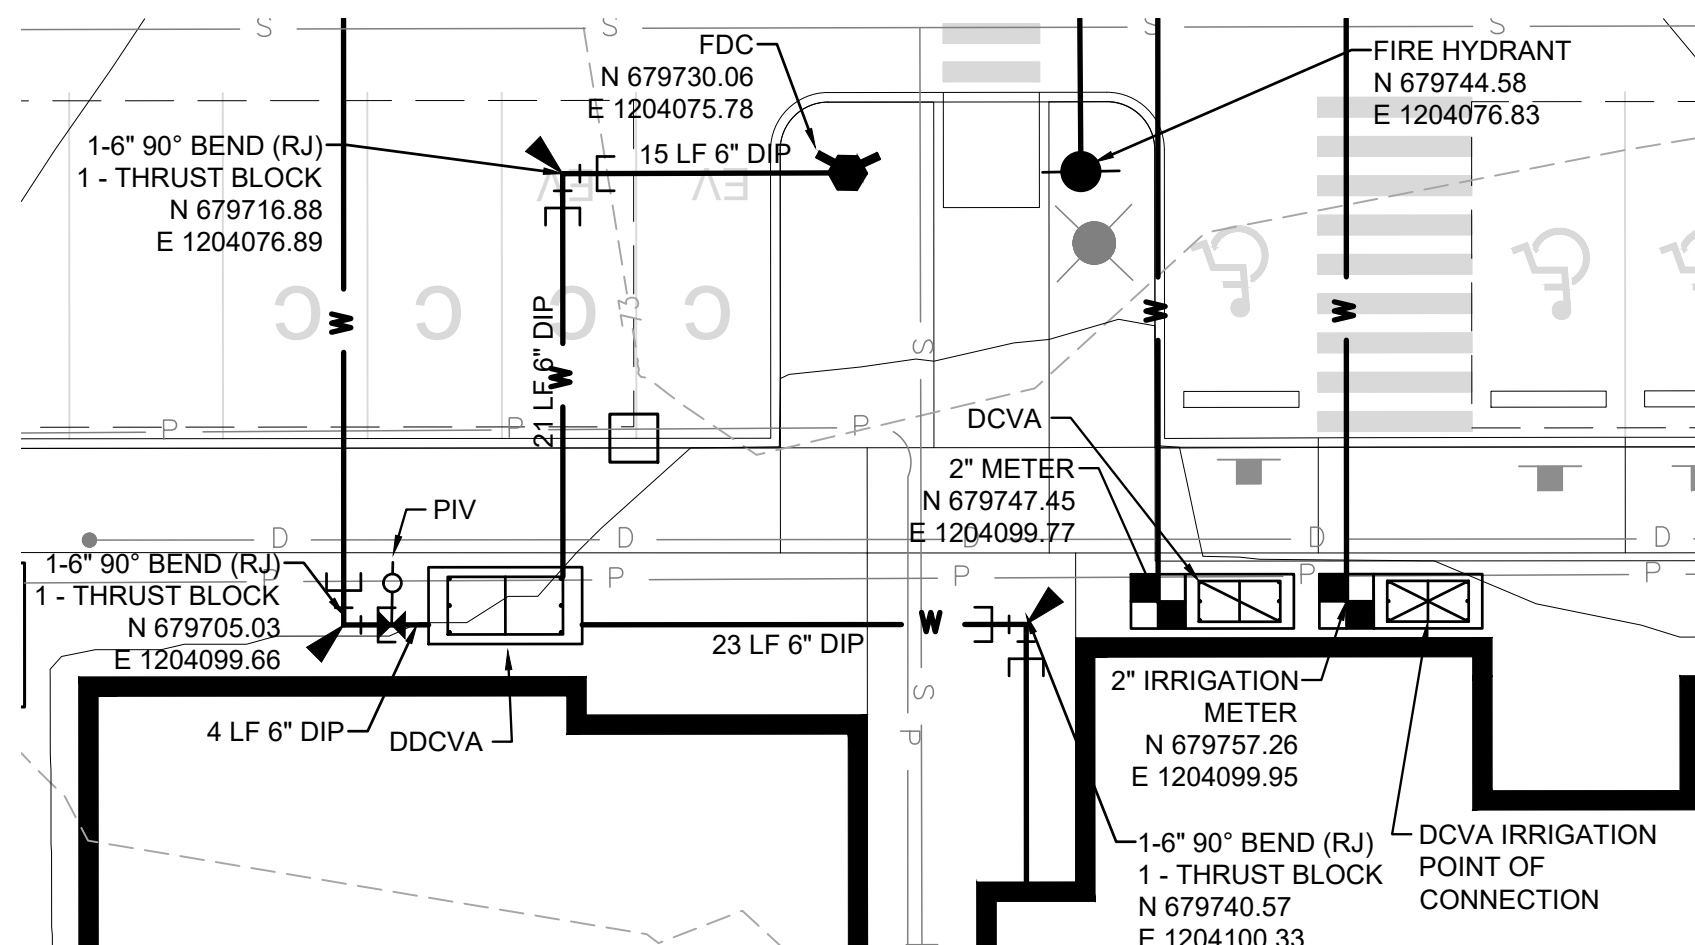 S
S
S
S
FDC
N 679730.06
E 1204075.78
FIRE HYDRANT
N 679744.58
E 1204076.83
1-6" 90° BEND (RJ)
1 - THRUST BLOCK
N 679716.88
E 1204076.89
15 LF 6" DIP
EV
EV
C
C
C
C
73
W
W
W
W
21 LF 6" DIP
S
P
P
P
DCVA
2" METER
N 679747.45
E 1204099.77
PIV
D
D
D
D
D
1-6" 90° BEND (RJ)
1 - THRUST BLOCK
N 679705.03
E 1204099.66
P
P
P
P
P
W
23 LF 6" DIP
4 LF 6" DIP
DDCVA
S
P
2" IRRIGATION
METER
N 679757.26
E 1204099.95
1-6" 90° BEND (RJ)
1 - THRUST BLOCK
N 679740.57
E 1204100.33
DCVA IRRIGATION
POINT OF
CONNECTION